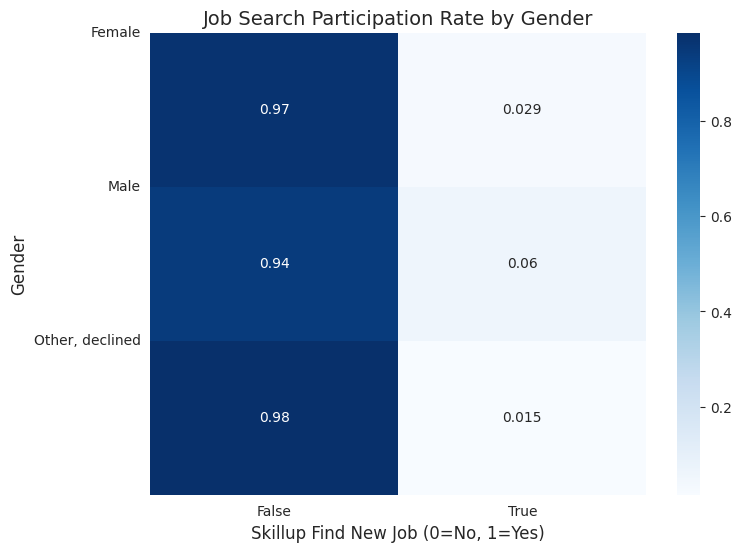 Job Search Participation Rate by Gender
Female
0.97 0.029
0.8
Male
0.6
Gender
0.94 0.06
0.4
Other, declined
0.2
0.98 0.015
False True
Skillup Find New Job (0=No, 1=Yes)